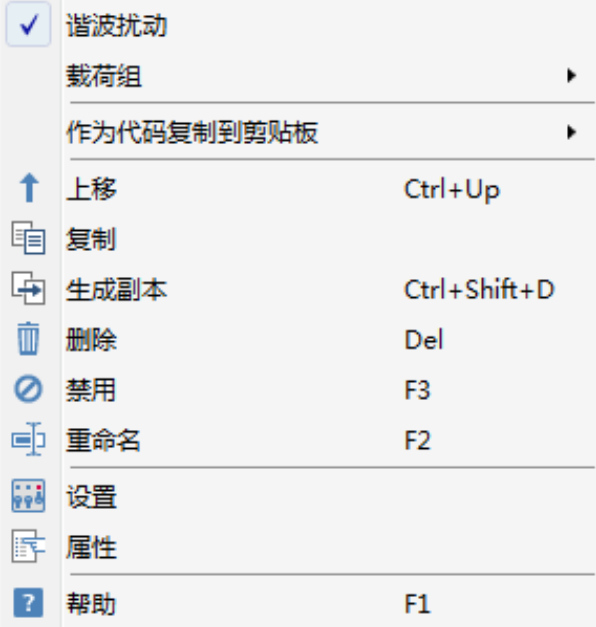 谐波扰动
载荷组
作为代码复制到剪贴板
上移 Ctrl+Up
复制
生成副本 Ctrl+Shift+D
删除 Del
禁用 F3
重命名 F2
设置
属性
帮助 F1